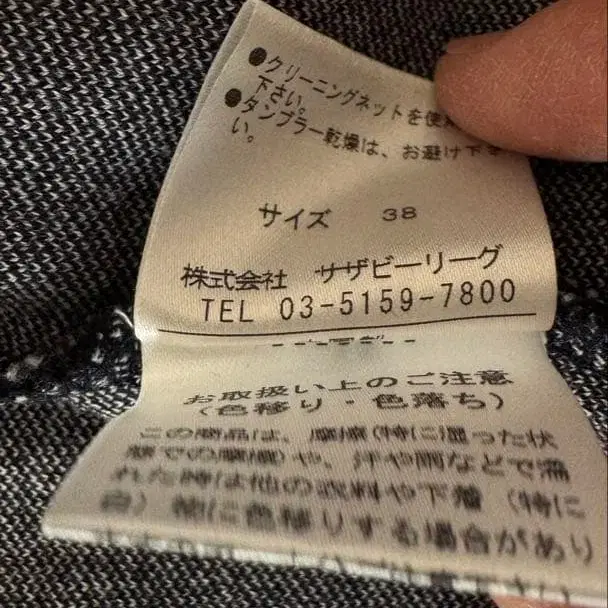 ●クリーニングネットを使
下さい。
●タンブラー乾燥は、お避け下さ
い。
サイズ 38
株式会社 サザビーリーグ
TEL 03-5159-7800
お取扱い上のご注意
(色移り・色落ち)
この商品は、摩擦(特に湿った状
態での摩擦)や、汗や雨などで濡
れた時は他の衣料や下着(特に
白)物に色移りする場合があり